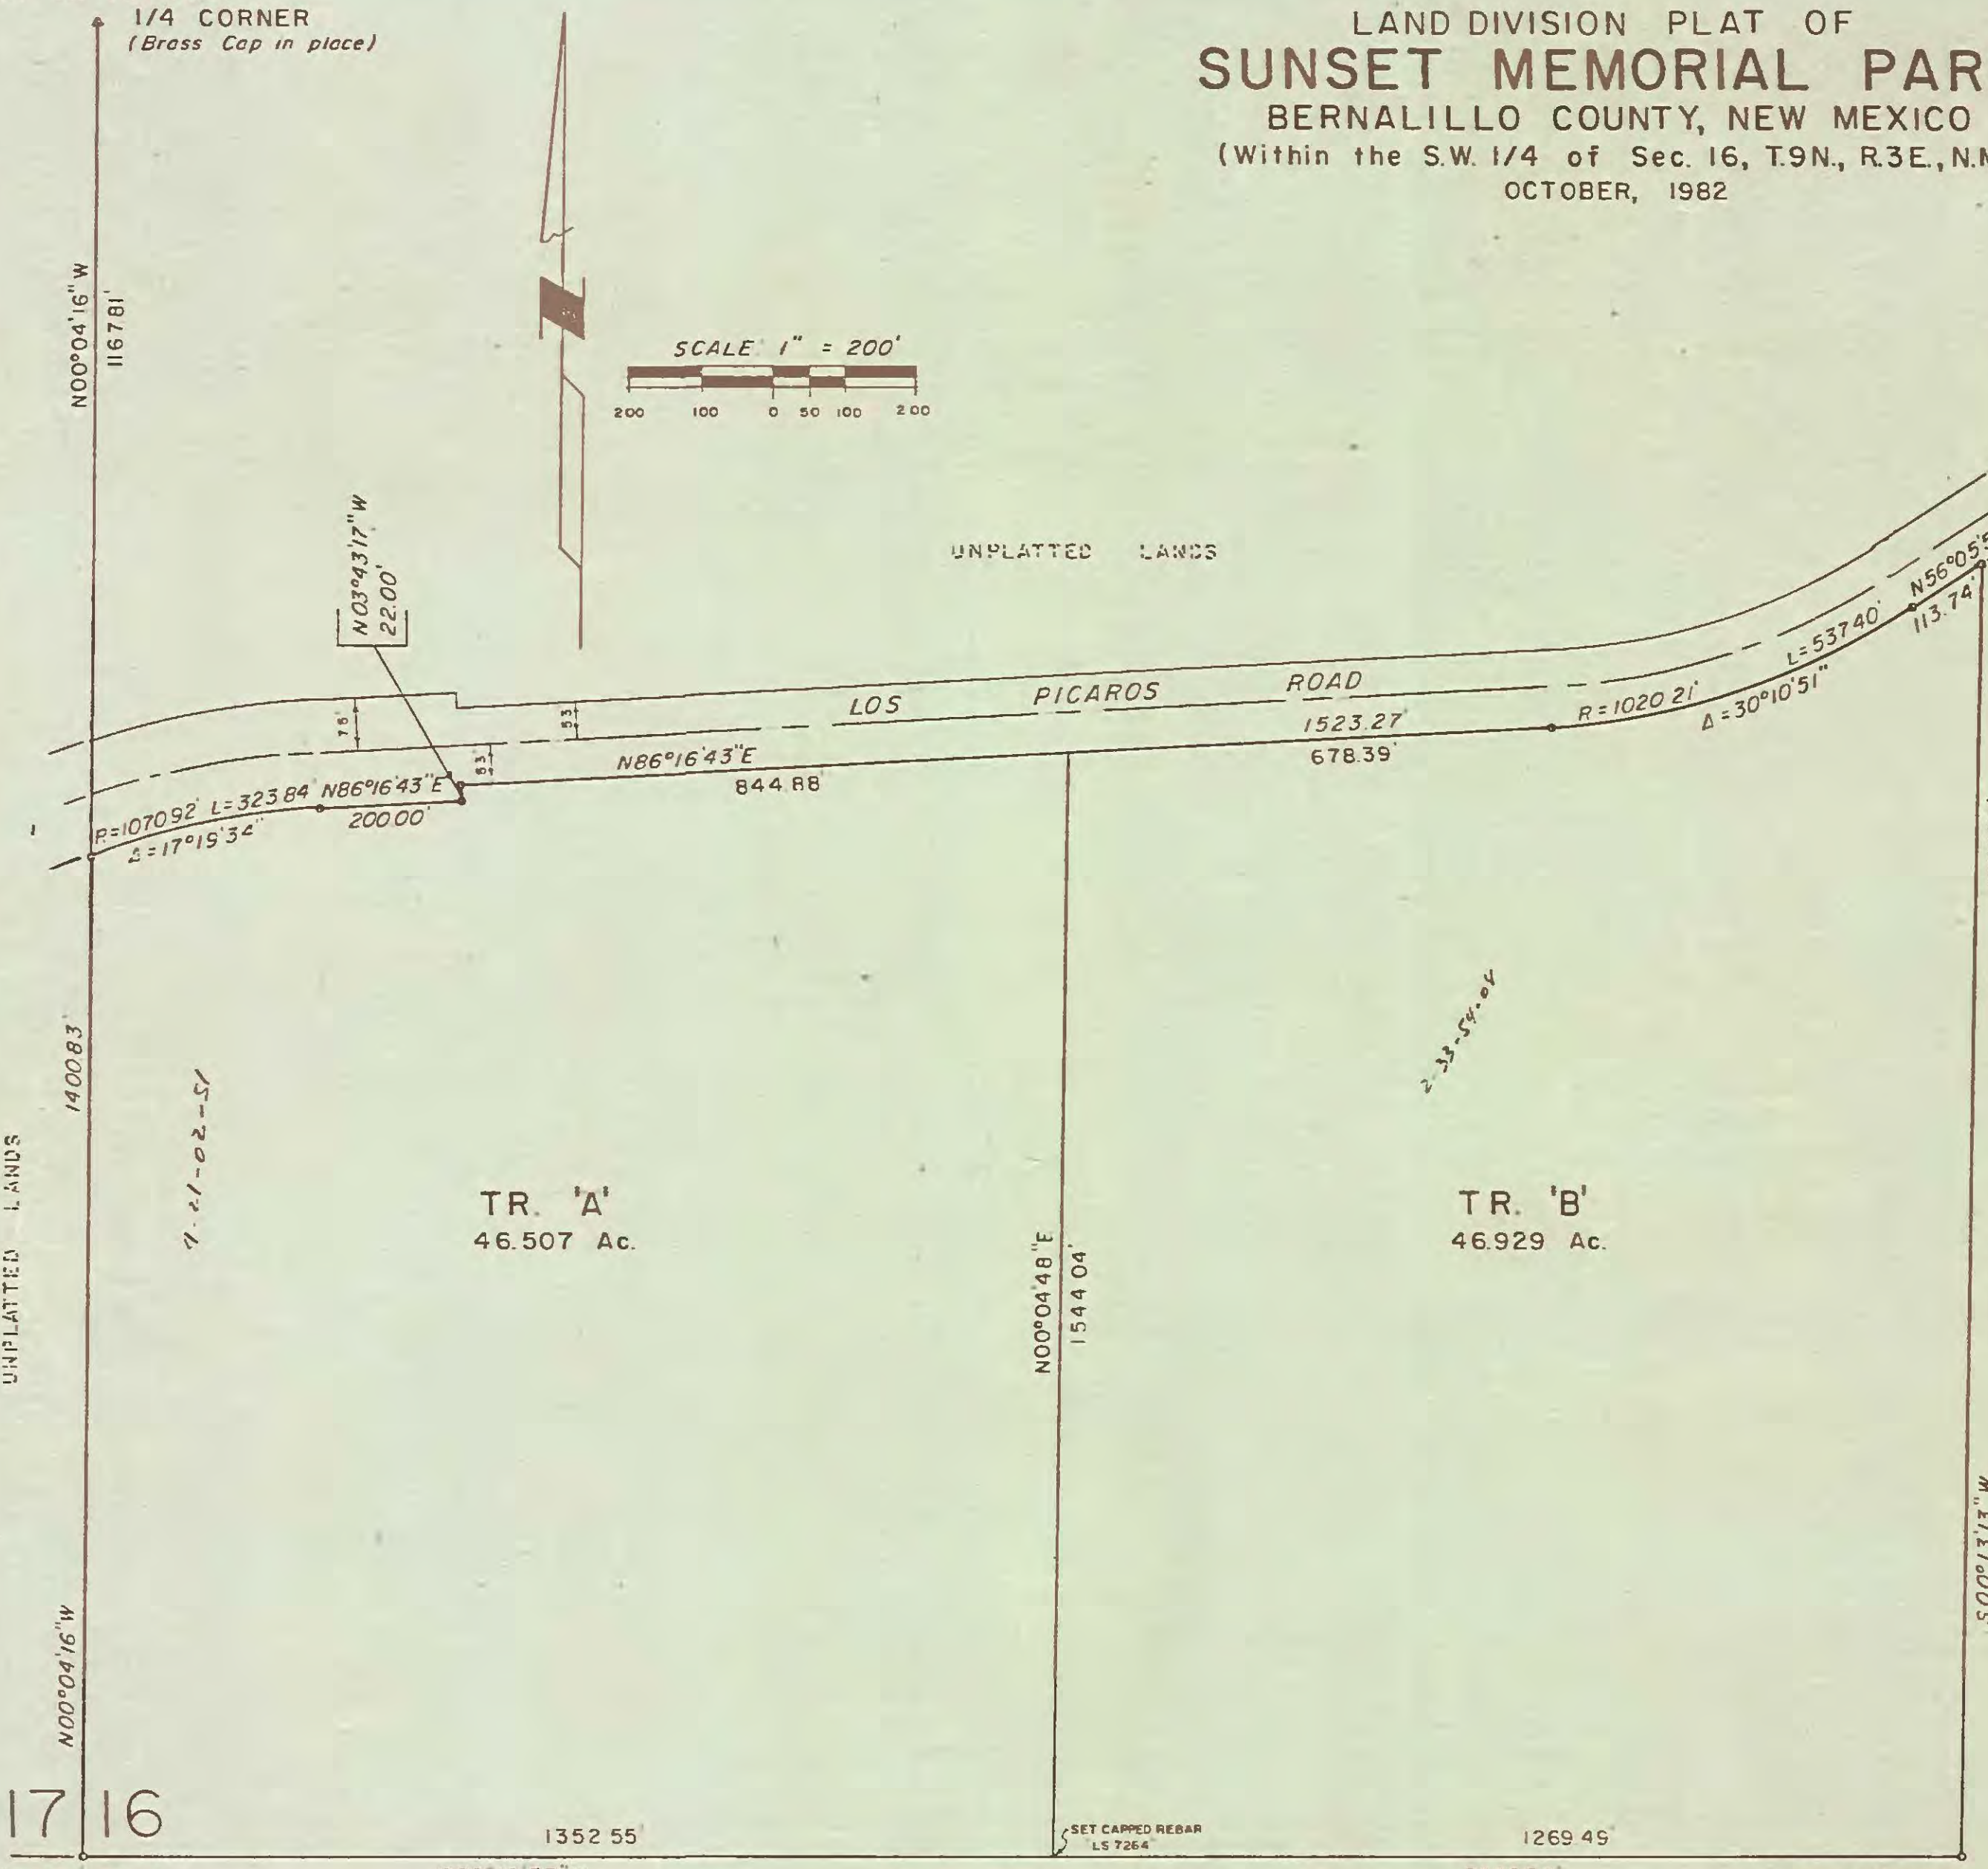 1/4 CORNER
(Brass Cap in place)
LAND DIVISION PLAT OF
SUNSET MEMORIAL PAR
BERNALILLO COUNTY, NEW MEXICO
(Within the S.W. 1/4 of Sec. 16, T.9N., R.3E., N.M
OCTOBER, 1982
N00°04'16" W
1167.81'
SCALE: 1" = 200'
200 100 0 50 100 200
N03°43'17"W
22.00'
UNPLATTED LANDS
N56°05'5
113.74'
L=537.40'
R=1020.21'
Δ=30°10'51"
LOS PICAROS ROAD
75'
53'
53'
1523.27'
N86°16'43"E
844.88'
678.39'
R=1070.92' L=323.84' N86°16'43"E
Δ=17°19'34"
200.00'
1400.83'
UNPLATTED LANDS
2-33-54-04
TR. 'A'
46.507 Ac.
TR. 'B'
46.929 Ac.
N00°04'48"E
1544.04'
N00°04'16"W
17 16
1352.55'
SET CAPPED REBAR
LS 7264
1269.49'